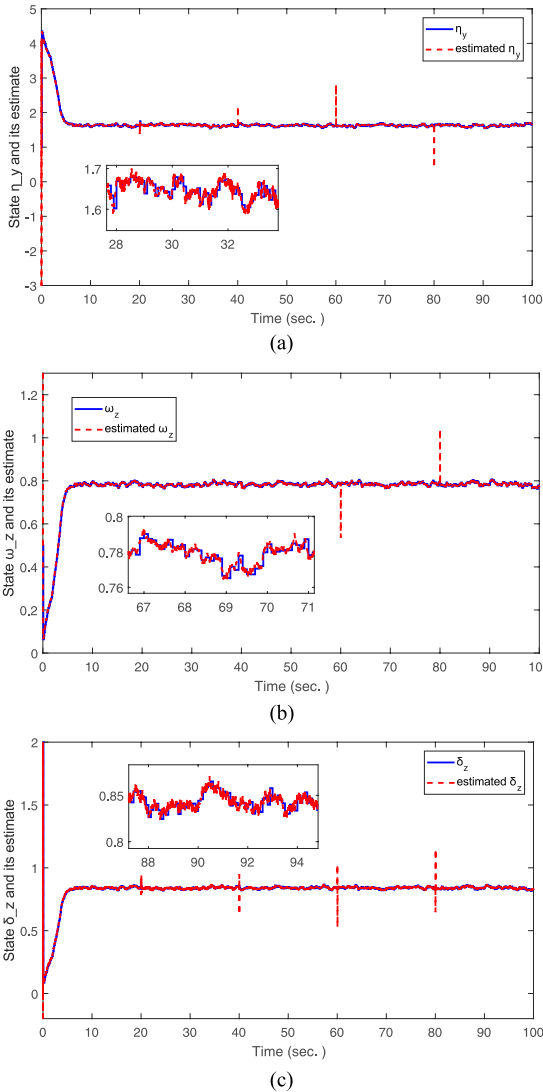 5
4
3
2
1
0
-1
-2
-3
State η_y and its estimate
η_y
estimated η_y
1.7
1.6
28 30 32
0 10 20 30 40 50 60 70 80 90 100
Time (sec. )
(a)
1.2
1
0.8
0.6
0.4
0.2
0
State ω_z and its estimate
ω_z
estimated ω_z
0.8
0.78
0.76
67 68 69 70 71
0 10 20 30 40 50 60 70 80 90 100
Time (sec. )
(b)
2
1.5
1
0.5
0
State δ_z and its estimate
δ_z
estimated δ_z
0.85
0.8
88 90 92 94
0 10 20 30 40 50 60 70 80 90 100
Time (sec. )
(c)